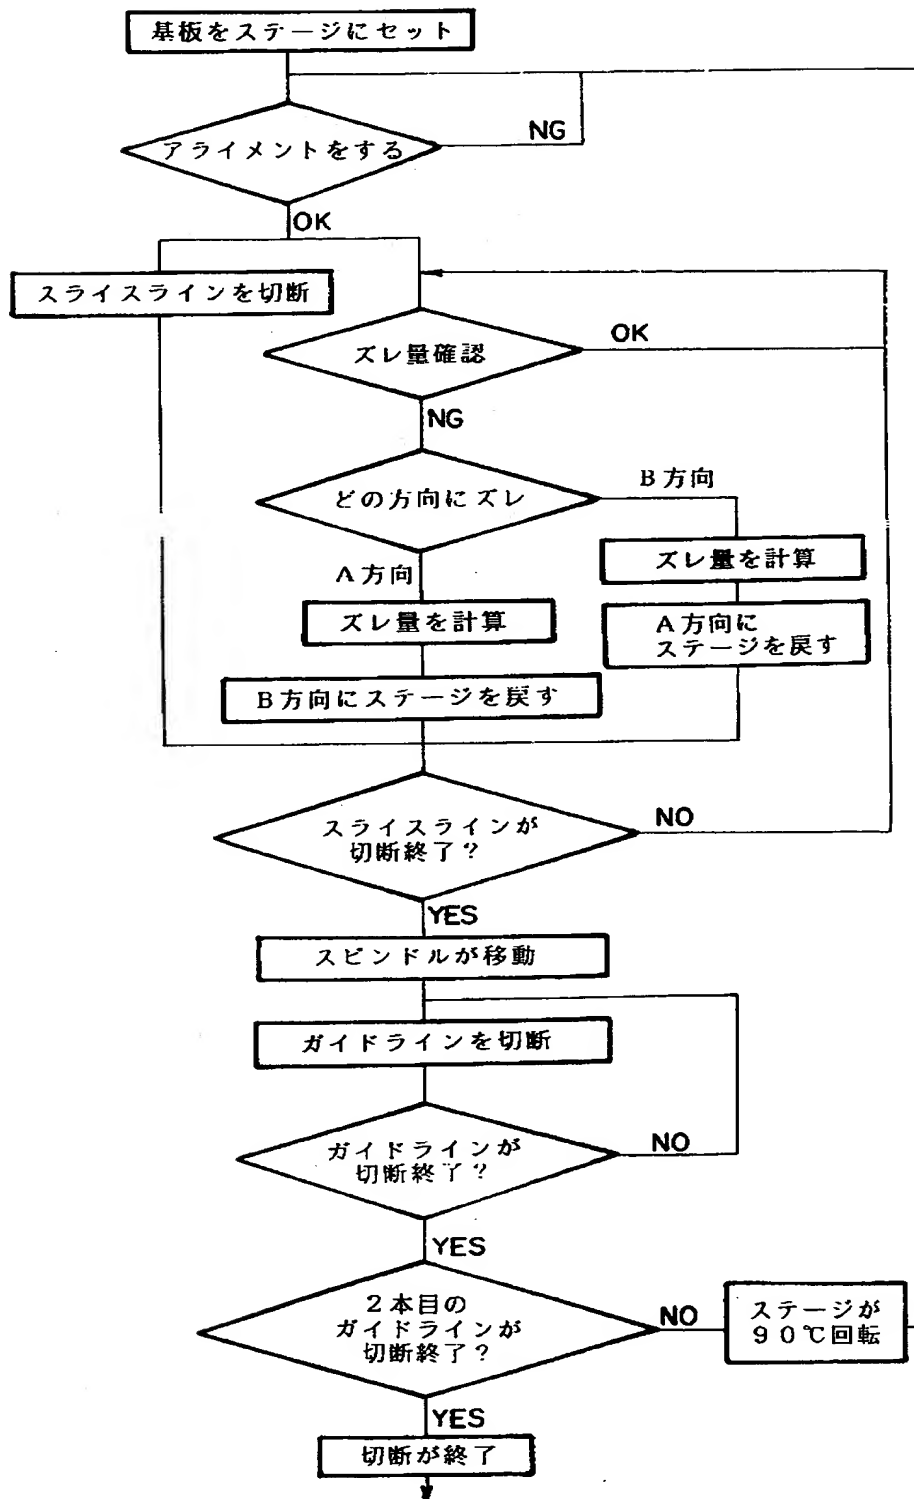 基板をステージにセット
アライメントをする
NG
OK
スライスラインを切断
ズレ量確認
OK
NG
どの方向にズレ
B方向
A方向
ズレ量を計算
ズレ量を計算
A方向に
ステージを戻す
B方向にステージを戻す
スライスラインが
切断終了?
NO
YES
スピンドルが移動
ガイドラインを切断
ガイドラインが
切断終了?
NO
YES
2本目の
ガイドラインが
切断終了?
NO
ステージが
90℃回転
YES
切断が終了